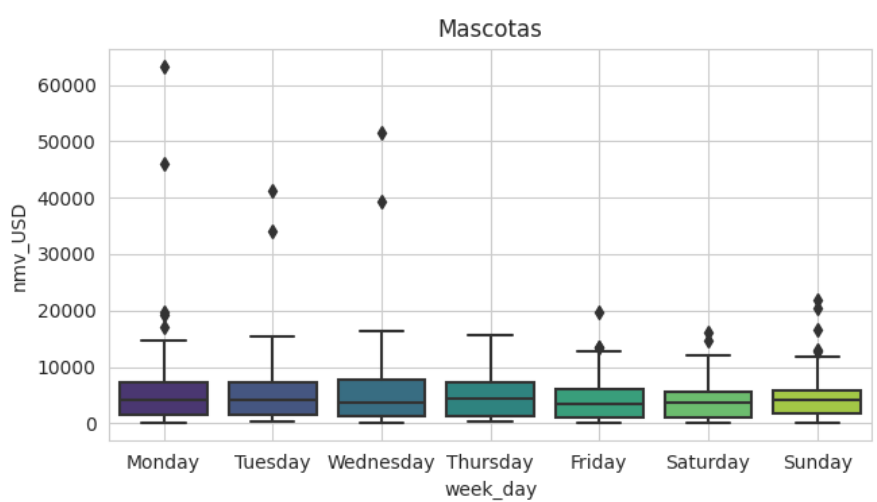 Mascotas
nmv_USD
60000
50000
40000
30000
20000
10000
0
Monday Tuesday Wednesday Thursday Friday Saturday Sunday
week_day